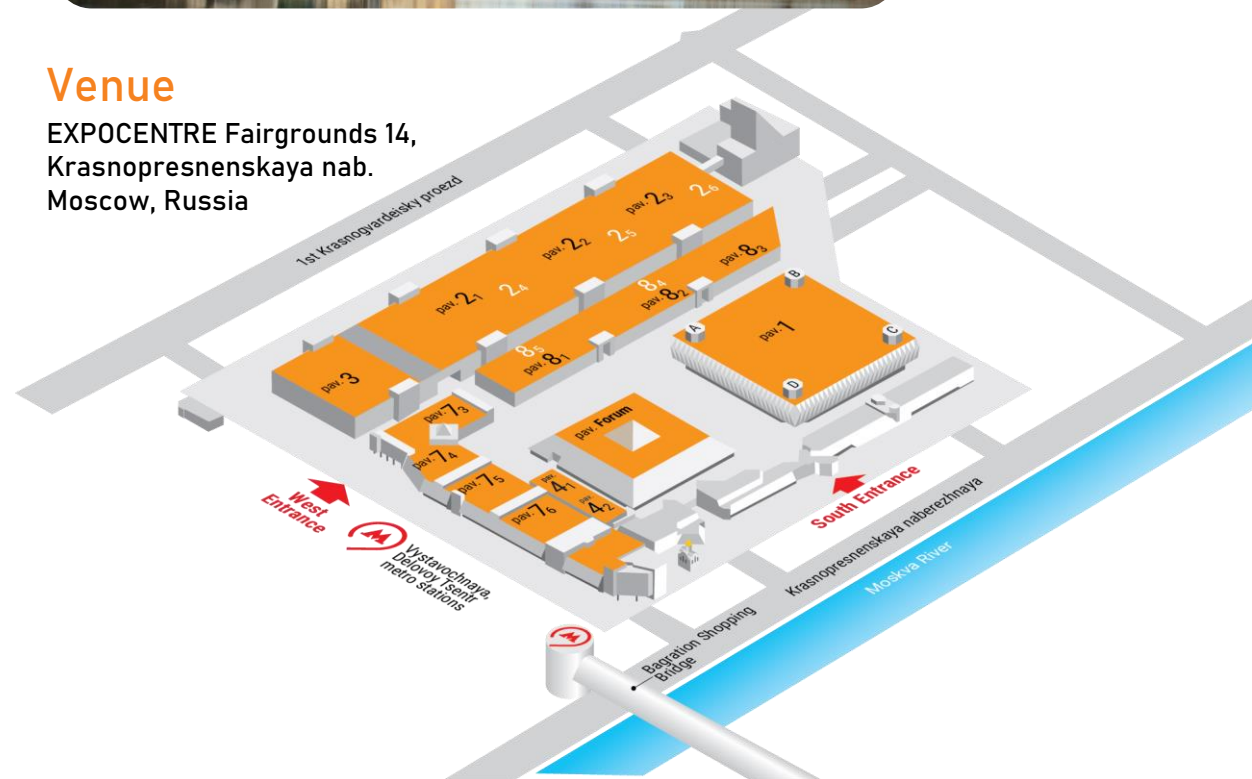 Venue
EXPOCENTRE Fairgrounds 14,
Krasnopresnenskaya nab.
Moscow, Russia
1st Krasnogvardeisky proezd
pav. 2₃
2₆
pav. 2₂
2₅
pav. 2₁
2₄
pav. 8₃
8₄
pav. 8₂
8₅
pav. 8₁
pav. 3
pav. 1
A
B
C
D
pav. 7₃
pav. 7₄
pav. 7₅
pav. 7₆
pav. Forum
pav.
4₁
pav.
4₂
West
Entrance
M
Vystavochnaya,
Delovoy Tsentr
metro stations
South Entrance
Krasnopresnenskaya naberezhnaya
Moskva River
M
Bagration Shopping
Bridge